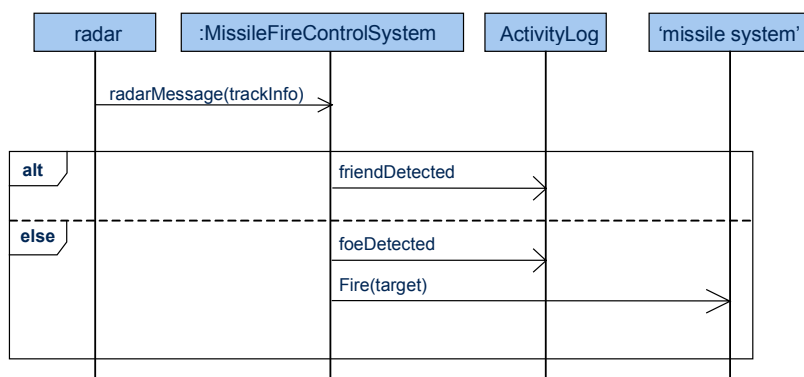 radar
:MissileFireControlSystem
ActivityLog
‘missile system’
radarMessage(trackInfo)
alt
friendDetected
else
foeDetected
Fire(target)